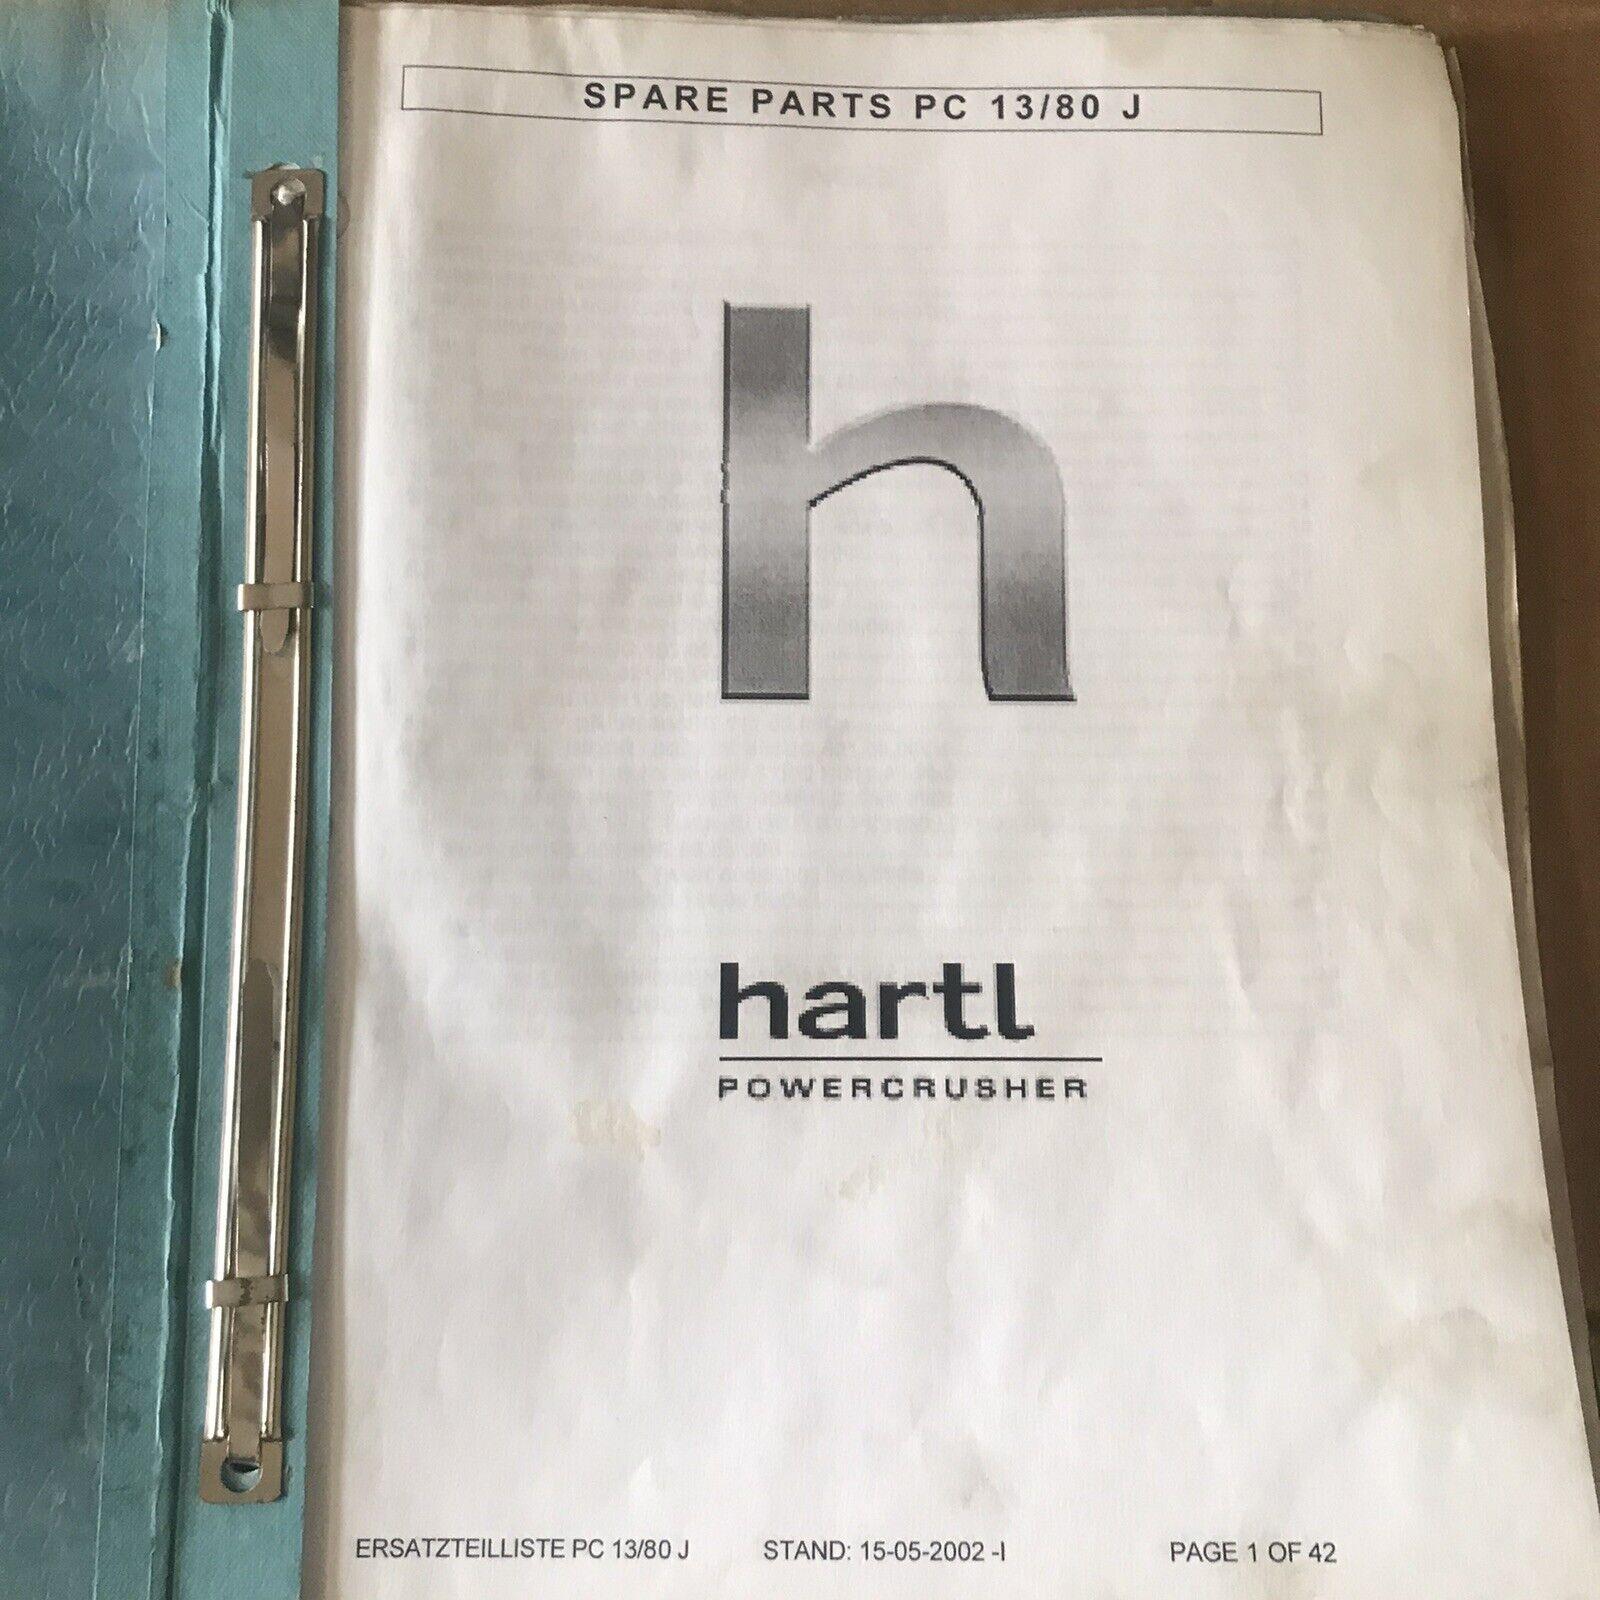 SPARE PARTS PC 13/80 J
h
hartl
POWERCRUSHER
ERSATZTEILLISTE PC 13/80 J STAND: 15-05-2002 -I PAGE 1 OF 42